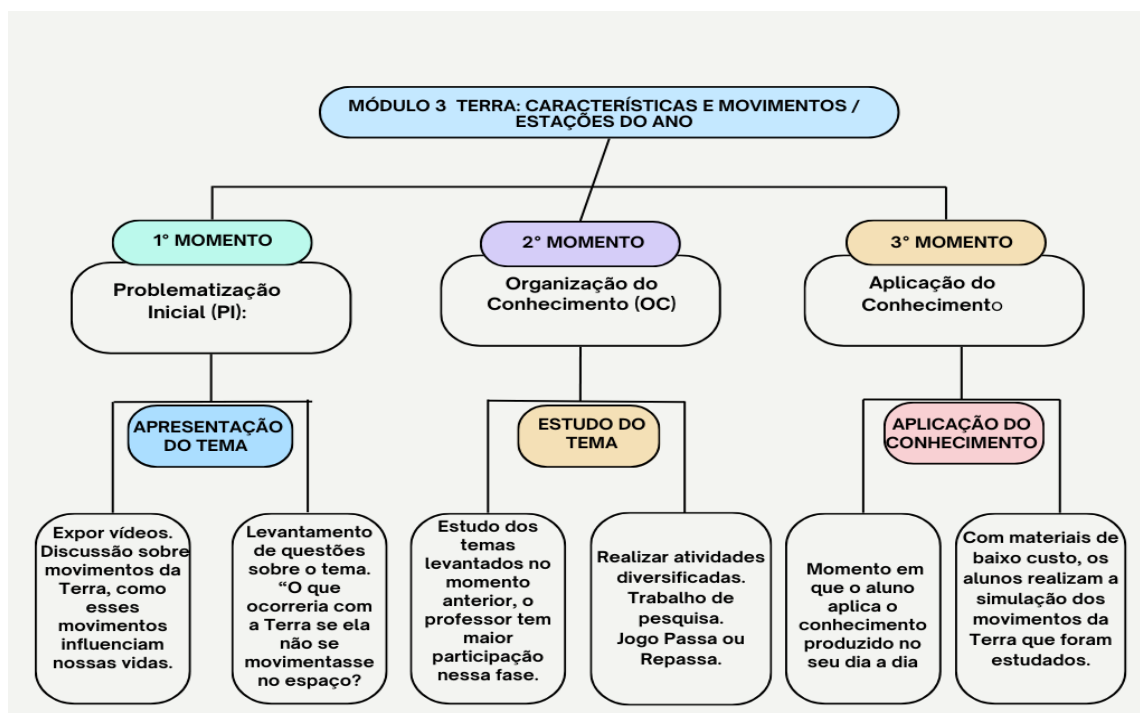 MÓDULO 3 TERRA: CARACTERÍSTICAS E MOVIMENTOS /
ESTAÇÕES DO ANO
1° MOMENTO
Problematização
Inicial (PI):
APRESENTAÇÃO
DO TEMA
Expor vídeos.
Discussão sobre
movimentos da
Terra, como
esses
movimentos
influenciam
nossas vidas.
Levantamento
de questões
sobre o tema.
“O que
ocorreria com
a Terra se ela
não se
movimentasse
no espaço?
2° MOMENTO
Organização do
Conhecimento (OC)
ESTUDO DO
TEMA
Estudo dos
temas
levantados no
momento
anterior, o
professor tem
maior
participação
nessa fase.
Realizar atividades
diversificadas.
Trabalho de
pesquisa.
Jogo Passa ou
Repassa.
3° MOMENTO
Aplicação do
Conhecimento
APLICAÇÃO DO
CONHECIMENTO
Momento em
que o aluno
aplica o
conhecimento
produzido no
seu dia a dia
Com materiais de
baixo custo, os
alunos realizam a
simulação dos
movimentos da
Terra que foram
estudados.